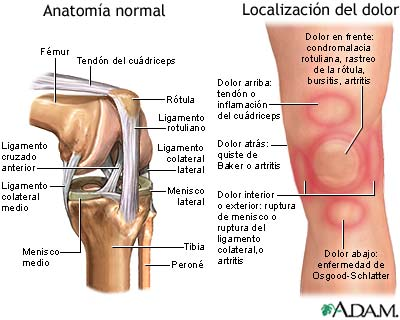 Anatomía normal
Fémur
Tendón del cuádriceps
Rótula
Ligamento
rotuliano
Ligamento
cruzado
anterior
Ligamento
colateral
lateral
Ligamento
colateral
medio
Menisco
lateral
Menisco
medio
Tibia
Peroné
Localización del dolor
Dolor en frente:
condromalacia
rotuliana, rastreo
de la rótula,
bursitis, artritis
Dolor arriba:
tendón o
inflamación
del cuádriceps
Dolor atrás:
quiste de
Baker o artritis
Dolor interior
o exterior: ruptura
de menisco o
ruptura del
ligamento
colateral,o
artritis
Dolor abajo:
enfermedad de
Osgood-Schlatter
ADAM.